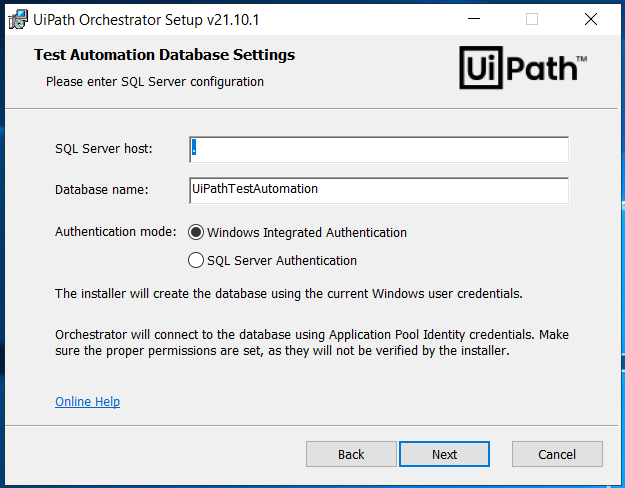 UiPath Orchestrator Setup v21.10.1
Test Automation Database Settings
Please enter SQL Server configuration
Ui Path™
SQL Server host: .
Database name: UiPathTestAutomation
Authentication mode: Windows Integrated Authentication
SQL Server Authentication
The installer will create the database using the current Windows user credentials.
Orchestrator will connect to the database using Application Pool Identity credentials. Make
sure the proper permissions are set, as they will not be verified by the installer.
Online Help
Back Next Cancel